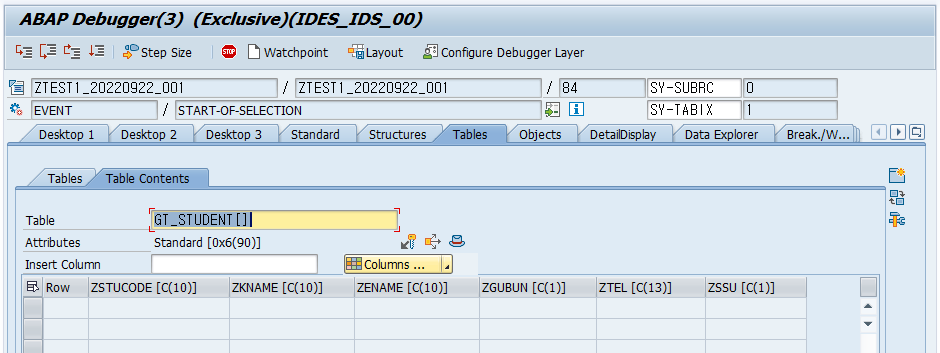 ABAP Debugger(3) (Exclusive)(IDES_IDS_00)
Step Size STOP Watchpoint Layout Configure Debugger Layer
ZTEST1_20220922_001 / ZTEST1_20220922_001 / 84 SY-SUBRC 0
EVENT / START-OF-SELECTION SY-TABIX 1
Desktop 1 Desktop 2 Desktop 3 Standard Structures Tables Objects DetailDisplay Data Explorer Break./W...
Tables Table Contents
Table GT_STUDENT[]
Attributes Standard [0x6(90)]
Insert Column Columns ...
Row ZSTUCODE [C(10)] ZKNAME [C(10)] ZENAME [C(10)] ZGUBUN [C(1)] ZTEL [C(13)] ZSSU [C(1)]